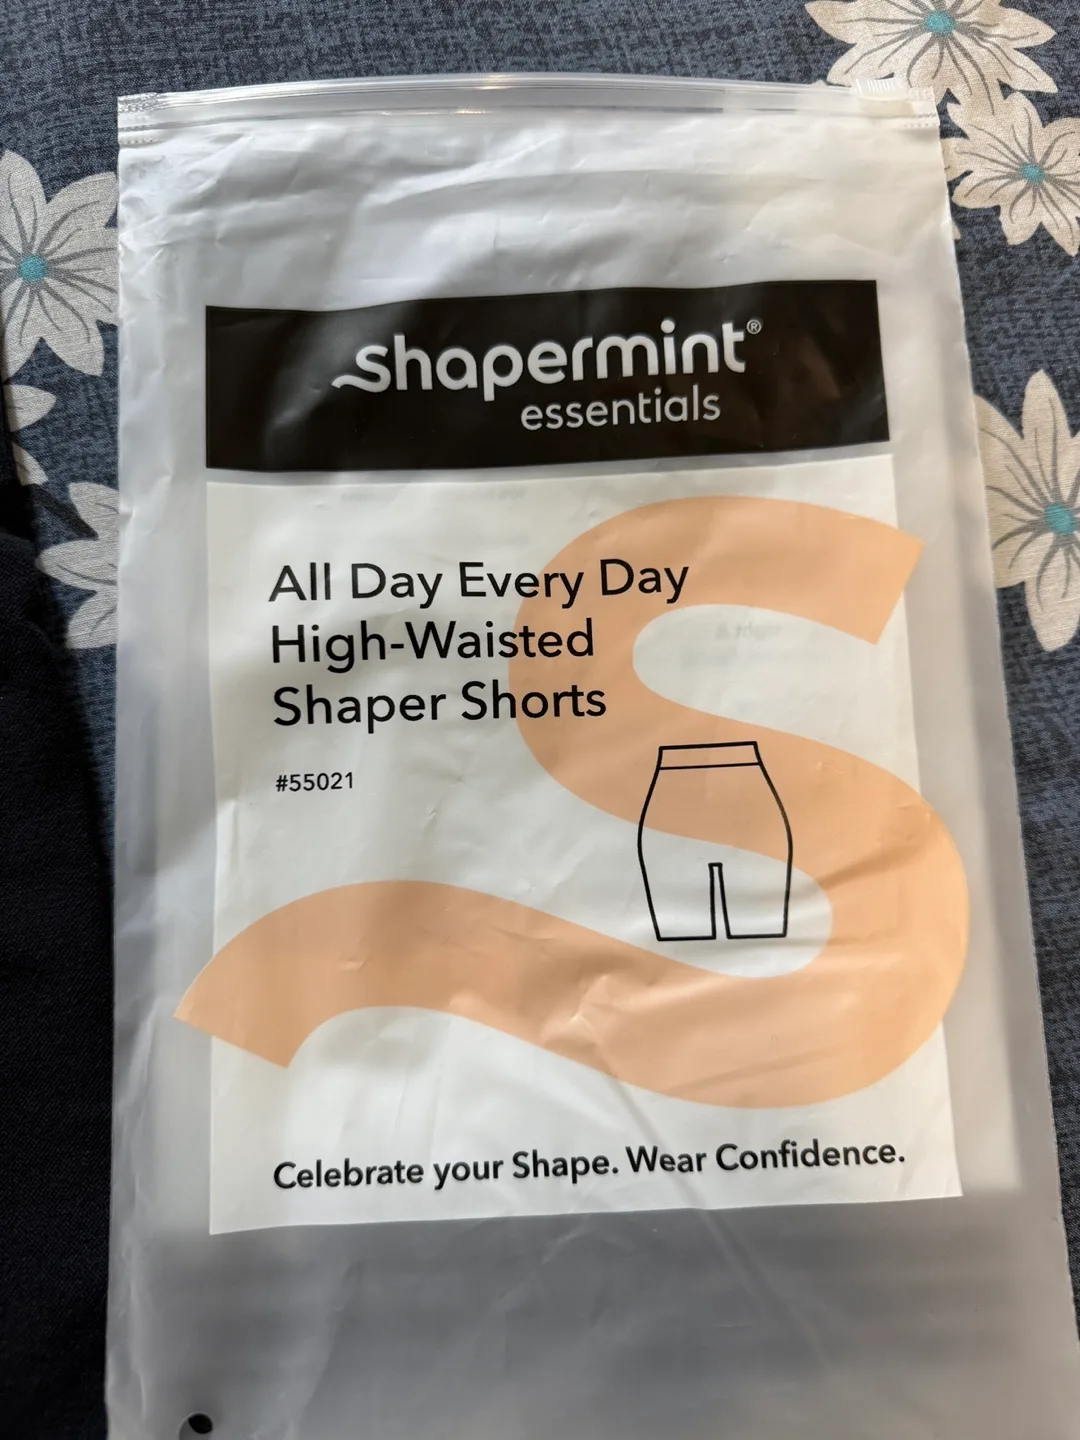 shapermint®
essentials
All Day Every Day
High-Waisted
Shaper Shorts
#55021
Celebrate your Shape. Wear Confidence.